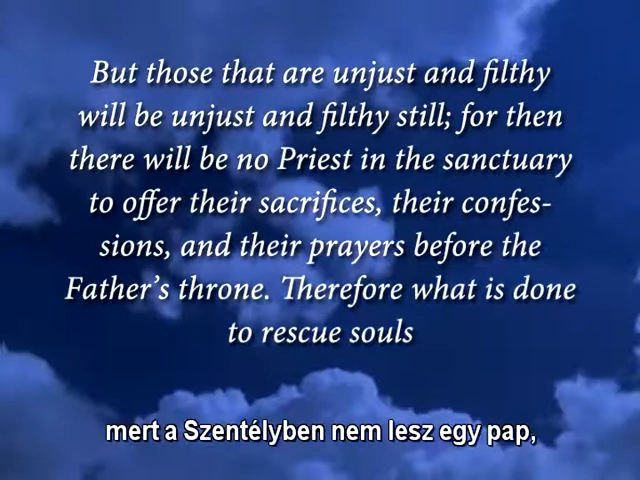 But those that are unjust and filthy
will be unjust and filthy still; for then
there will be no Priest in the sanctuary
to offer their sacrifices, their confes-
sions, and their prayers before the
Father's throne. Therefore what is done
to rescue souls
mert a Szentélyben nem lesz egy pap,